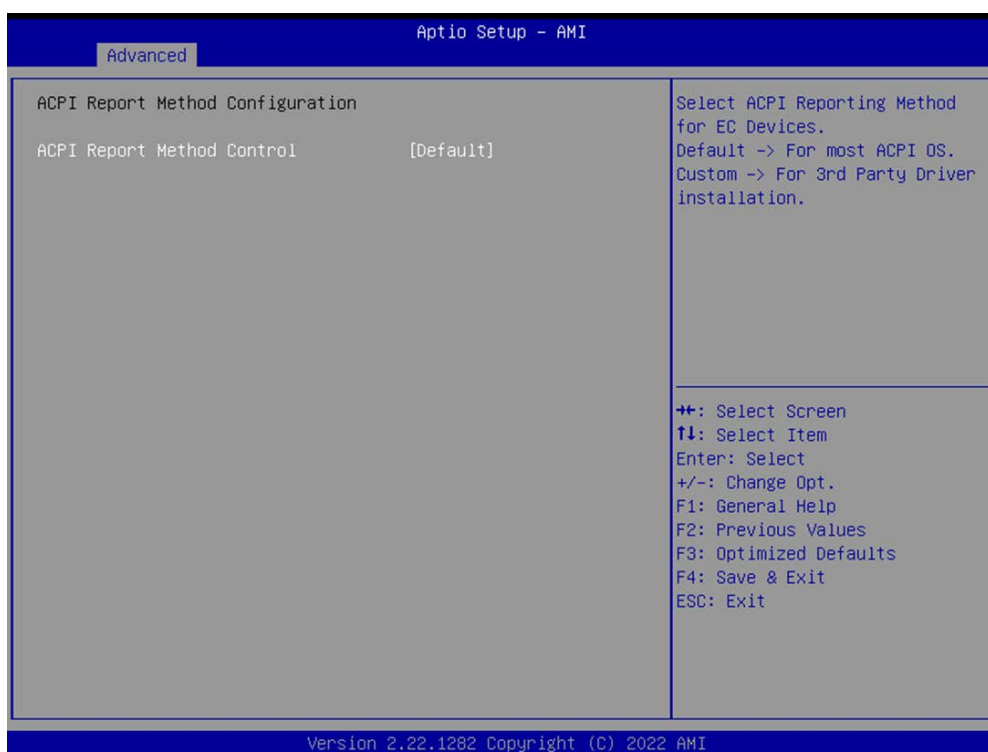 Aptio Setup – AMI
Advanced
ACPI Report Method Configuration
ACPI Report Method Control [Default]
Select ACPI Reporting Method
for EC Devices.
Default –> For most ACPI OS.
Custom –> For 3rd Party Driver
installation.
→←: Select Screen
↑↓: Select Item
Enter: Select
+/–: Change Opt.
F1: General Help
F2: Previous Values
F3: Optimized Defaults
F4: Save & Exit
ESC: Exit
Version 2.22.1282 Copyright (C) 2022 AMI